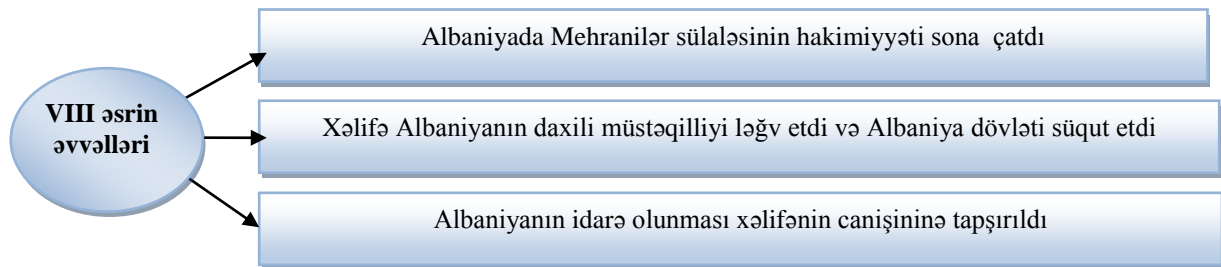 Albaniyada Mehranilər sülaləsinin hakimiyyəti sona çatdı
VIII əsrin
əvvəlləri
Xəlifə Albaniyanın daxili müstəqilliyi ləğv etdi və Albaniya dövləti süqut etdi
Albaniyanın idarə olunması xəlifənin canişininə tapşırıldı